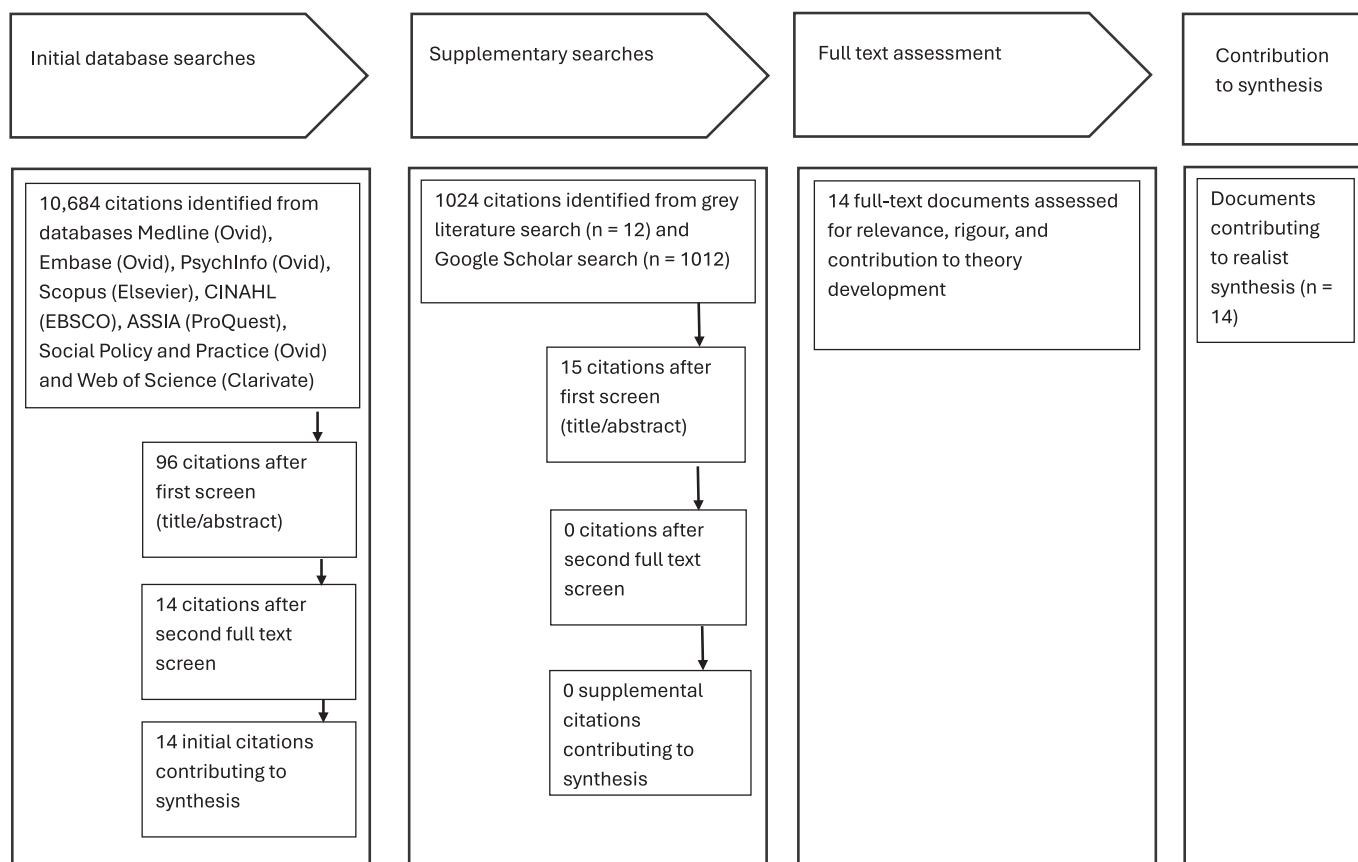 Initial database searches
Supplementary searches
Full text assessment
Contribution
to synthesis
10,684 citations identified from
databases Medline (Ovid),
Embase (Ovid), PsychInfo (Ovid),
Scopus (Elsevier), CINAHL
(EBSCO), ASSIA (ProQuest),
Social Policy and Practice (Ovid)
and Web of Science (Clarivate)
96 citations after
first screen
(title/abstract)
14 citations after
second full text
screen
14 initial citations
contributing to
synthesis
1024 citations identified from grey
literature search (n = 12) and
Google Scholar search (n = 1012)
15 citations after
first screen
(title/abstract)
0 citations after
second full text
screen
0 supplemental
citations
contributing to
synthesis
14 full-text documents assessed
for relevance, rigour, and
contribution to theory
development
Documents
contributing
to realist
synthesis (n =
14)